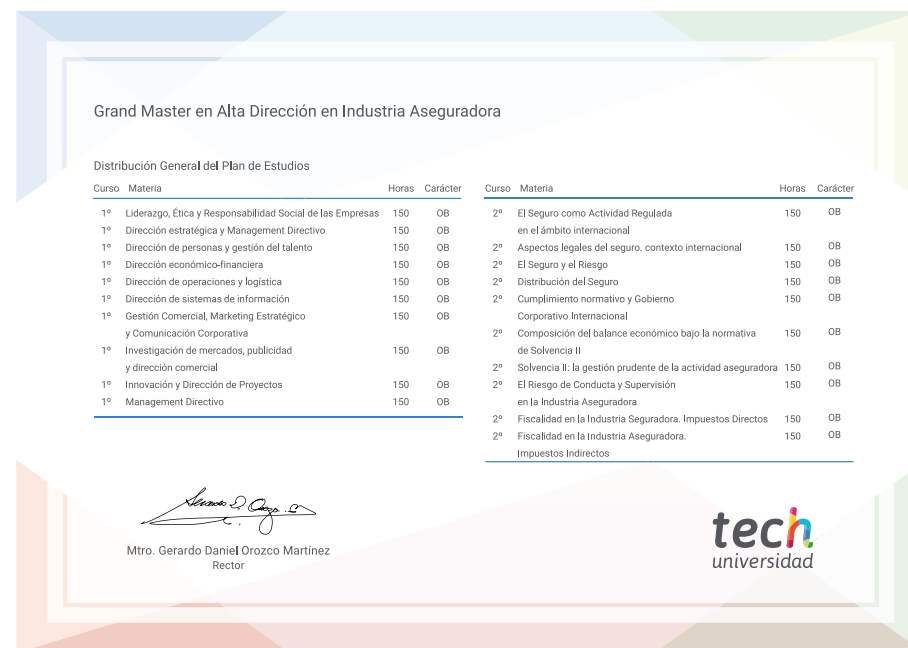 Grand Master en Alta Dirección en Industria Aseguradora
Distribución General del Plan de Estudios
Curso Materia Horas Carácter
1º Liderazgo, Ética y Responsabilidad Social de las Empresas 150 OB
1º Dirección estratégica y Management Directivo 150 OB
1º Dirección de personas y gestión del talento 150 OB
1º Dirección económico-financiera 150 OB
1º Dirección de operaciones y logística 150 OB
1º Dirección de sistemas de información 150 OB
1º Gestión Comercial, Marketing Estratégico 150 OB
y Comunicación Corporativa
1º Investigación de mercados, publicidad 150 OB
y dirección comercial
1º Innovación y Dirección de Proyectos 150 OB
1º Management Directivo 150 OB
Curso Materia Horas Carácter
2º El Seguro como Actividad Regulada 150 OB
en el ámbito internacional
2º Aspectos legales del seguro. contexto internacional 150 OB
2º El Seguro y el Riesgo 150 OB
2º Distribución del Seguro 150 OB
2º Cumplimiento normativo y Gobierno 150 OB
Corporativo Internacional
2º Composición del balance económico bajo la normativa 150 OB
de Solvencia II
2º Solvencia II: la gestión prudente de la actividad aseguradora 150 OB
2º El Riesgo de Conducta y Supervisión 150 OB
en la Industria Aseguradora
2º Fiscalidad en la Industria Seguradora. Impuestos Directos 150 OB
2º Fiscalidad en la Industria Aseguradora. 150 OB
Impuestos Indirectos
Mtro. Gerardo Daniel Orozco Martínez
Rector
tech
universidad